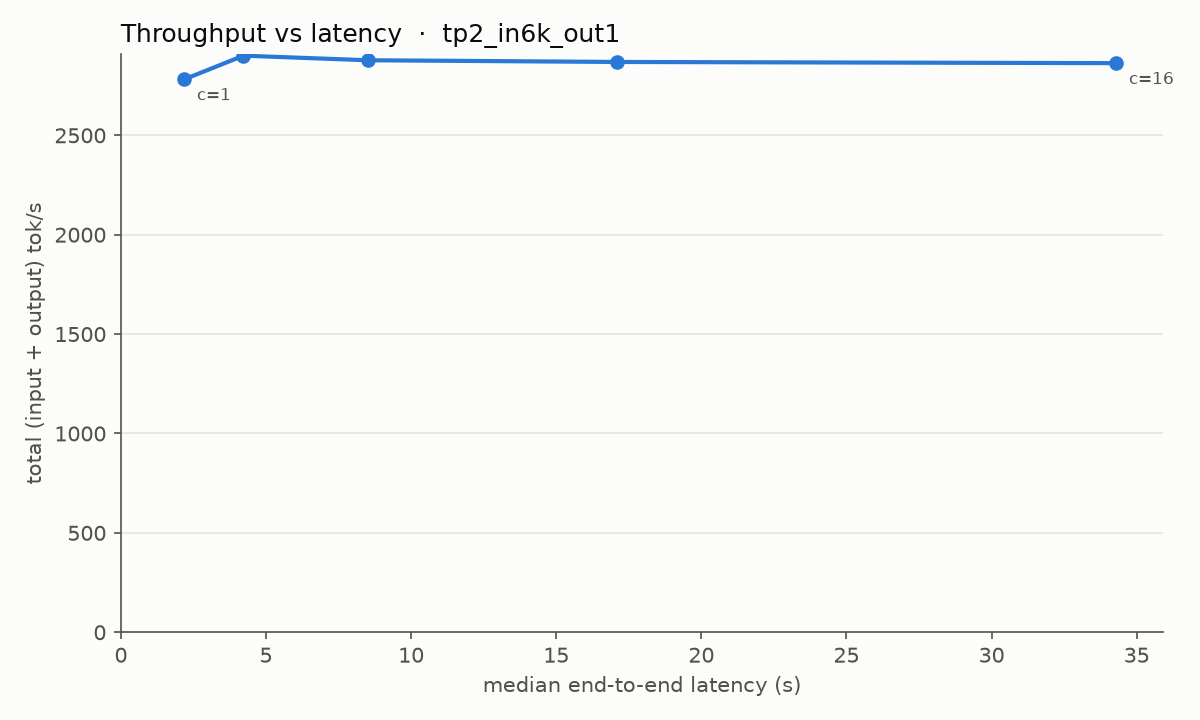 Throughput vs latency · tp2_in6k_out1
c=1
c=16
2500
2000
1500
1000
500
0
total (input + output) tok/s
0 5 10 15 20 25 30 35
median end-to-end latency (s)